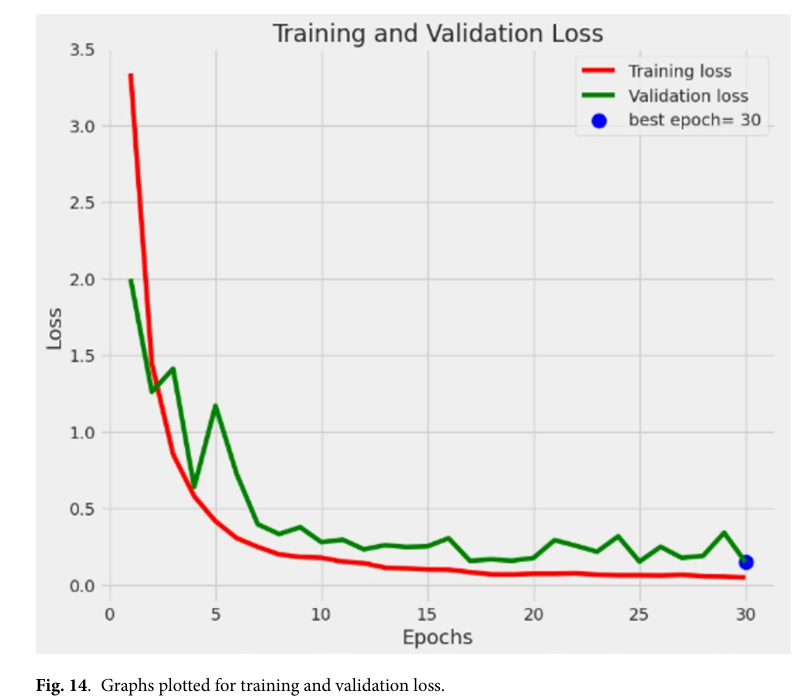 Training and Validation Loss
Training loss
Validation loss
best epoch= 30
3.5
3.0
2.5
2.0
1.5
1.0
0.5
0.0
Loss
0 5 10 15 20 25 30
Epochs
Fig. 14. Graphs plotted for training and validation loss.